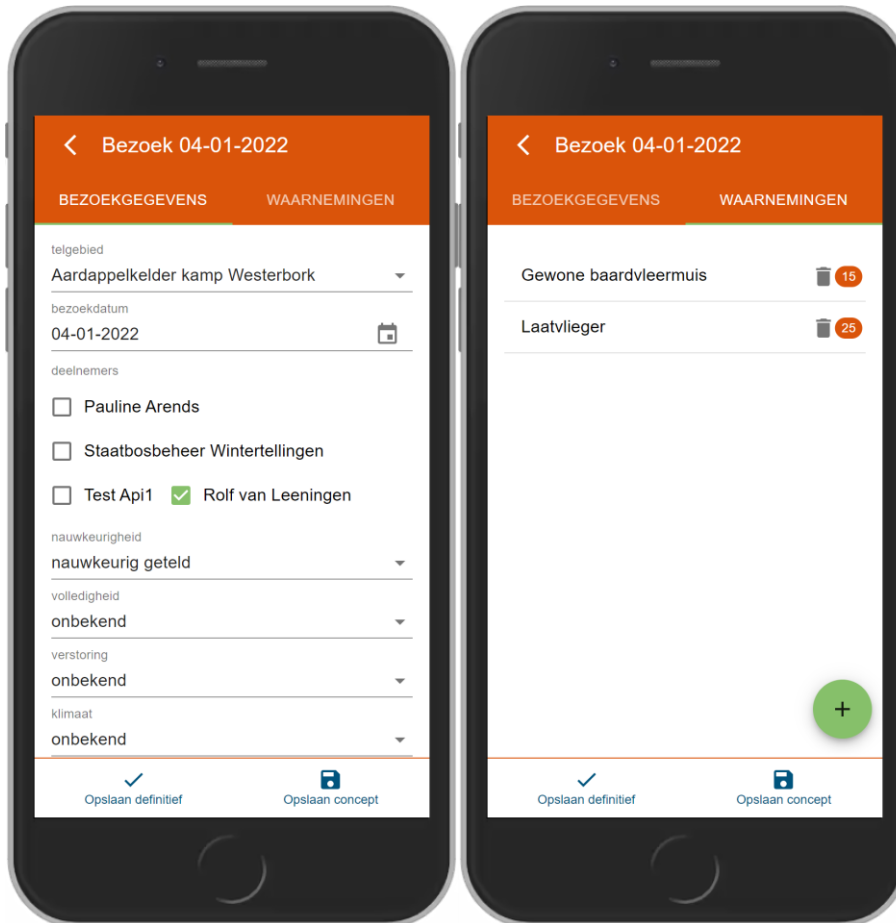 Bezoek 04-01-2022
BEZOEKGEGEVENS WAARNEMINGEN
telgebied
Aardappelkelder kamp Westerbork
bezoekdatum
04-01-2022
deelnemers
Pauline Arends
Staatbosbeheer Wintertellingen
Test Api1 Rolf van Leeningen
nauwkeurigheid
nauwkeurig geteld
volledigheid
onbekend
verstoring
onbekend
klimaat
onbekend
Opslaan definitief Opslaan concept
Bezoek 04-01-2022
BEZOEKGEGEVENS WAARNEMINGEN
Gewone baardvleermuis 15
Laatvlieger 25
+
Opslaan definitief Opslaan concept